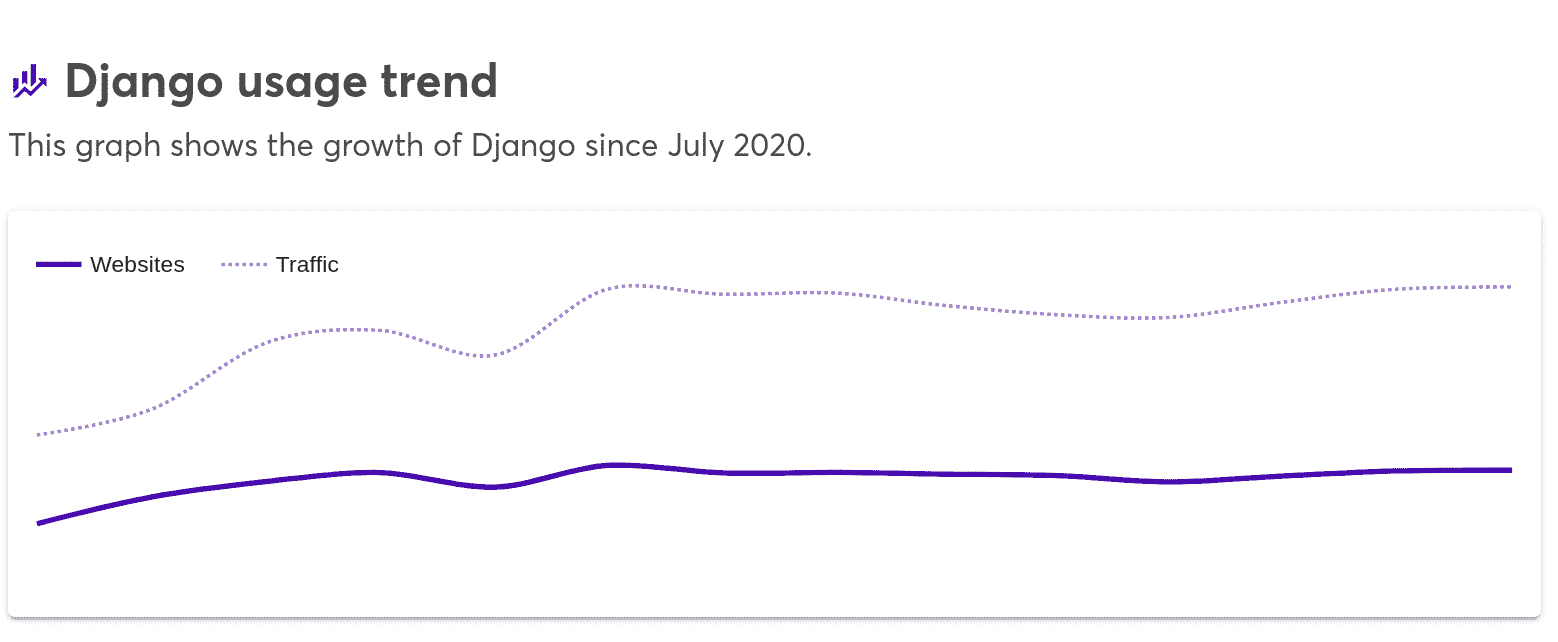 Django usage trend
This graph shows the growth of Django since July 2020.
Websites Traffic